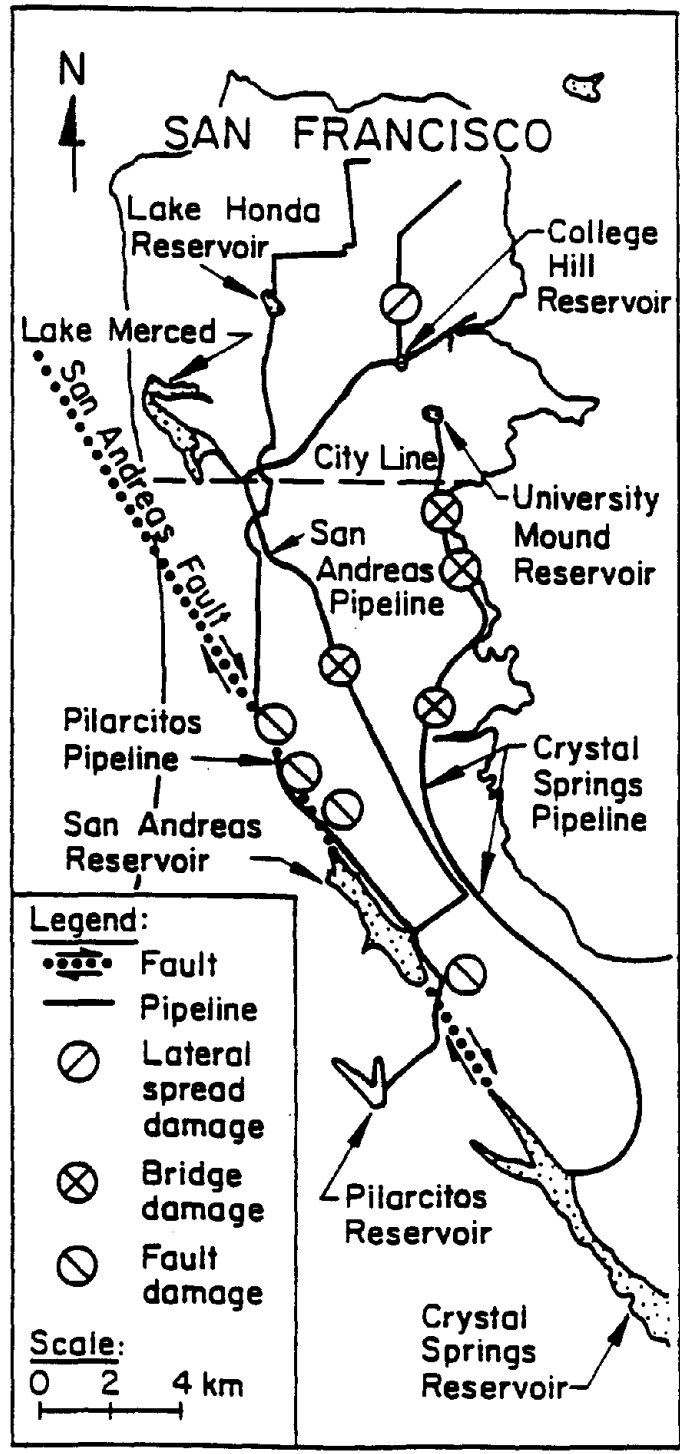 N
SAN FRANCISCO
Lake Honda
Reservoir
College
Hill
Reservoir
Lake Merced
San Andreas Fault
City Line
University
Mound
Reservoir
San
Andreas
Pipeline
Pilarcitos
Pipeline
Crystal
Springs
Pipeline
San Andreas
Reservoir
Legend:
Fault
Pipeline
Lateral
spread
damage
Bridge
damage
Fault
damage
Scale:
0 2 4 km
Pilarcitos
Reservoir
Crystal
Springs
Reservoir